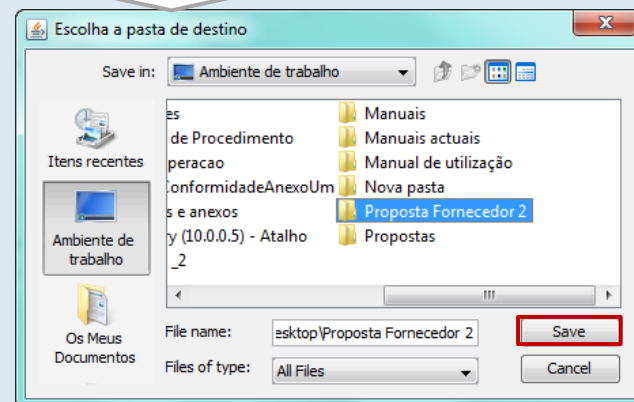 Escolha a pasta de destino
Save in: Ambiente de trabalho
Itens recentes
Ambiente de
trabalho
Os Meus
Documentos
es
de Procedimento
peracao
ConformidadeAnexoUm
s e anexos
ry (10.0.0.5) - Atalho
_2
Manuais
Manuais actuais
Manual de utilização
Nova pasta
Proposta Fornecedor 2
Propostas
File name: esktop\Proposta Fornecedor 2
Save
Files of type: All Files
Cancel